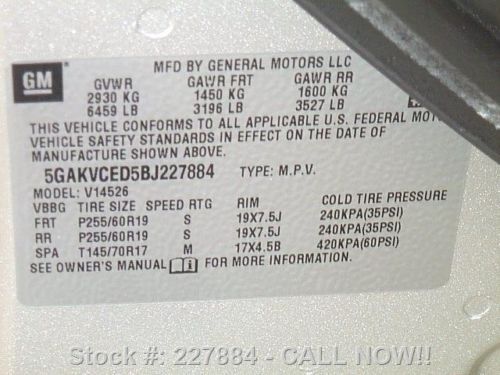 GM
MFD BY GENERAL MOTORS LLC
GVWR GAWR FRT GAWR RR
2930 KG 1450 KG 1600 KG
6459 LB 3196 LB 3527 LB
THIS VEHICLE CONFORMS TO ALL APPLICABLE U.S. FEDERAL
VEHICLE SAFETY STANDARDS IN EFFECT ON THE DATE OF
MANUFACTURE SHOWN ABOVE.
5GAKVCED5BJ227884 TYPE: M.P.V.
MODEL: V14526
VBBG TIRE SIZE SPEED RTG RIM COLD TIRE PRESSURE
FRT P255/60R19 S 19X7.5J 240KPA(35PSI)
RR P255/60R19 S 19X7.5J 240KPA(35PSI)
SPA T145/70R17 M 17X4.5B 420KPA(60PSI)
SEE OWNER'S MANUAL FOR MORE INFORMATION.
Stock #: 227884 - CALL NOW!!